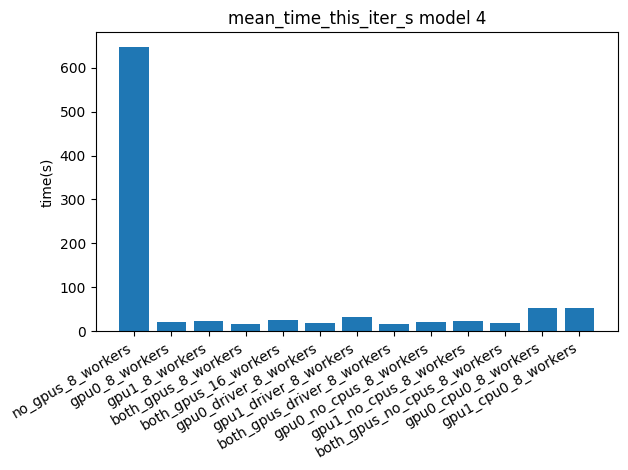 mean_time_this_iter_s model 4
time(s)
600
500
400
300
200
100
0
no_gpus_8_workers
gpu0_8_workers
gpu1_8_workers
both_gpus_8_workers
both_gpus_16_workers
gpu0_driver_8_workers
gpu1_driver_8_workers
both_gpus_driver_8_workers
gpu0_no_cpus_8_workers
gpu1_no_cpus_8_workers
both_gpus_no_cpus_8_workers
gpu0_cpu0_8_workers
gpu1_cpu0_8_workers